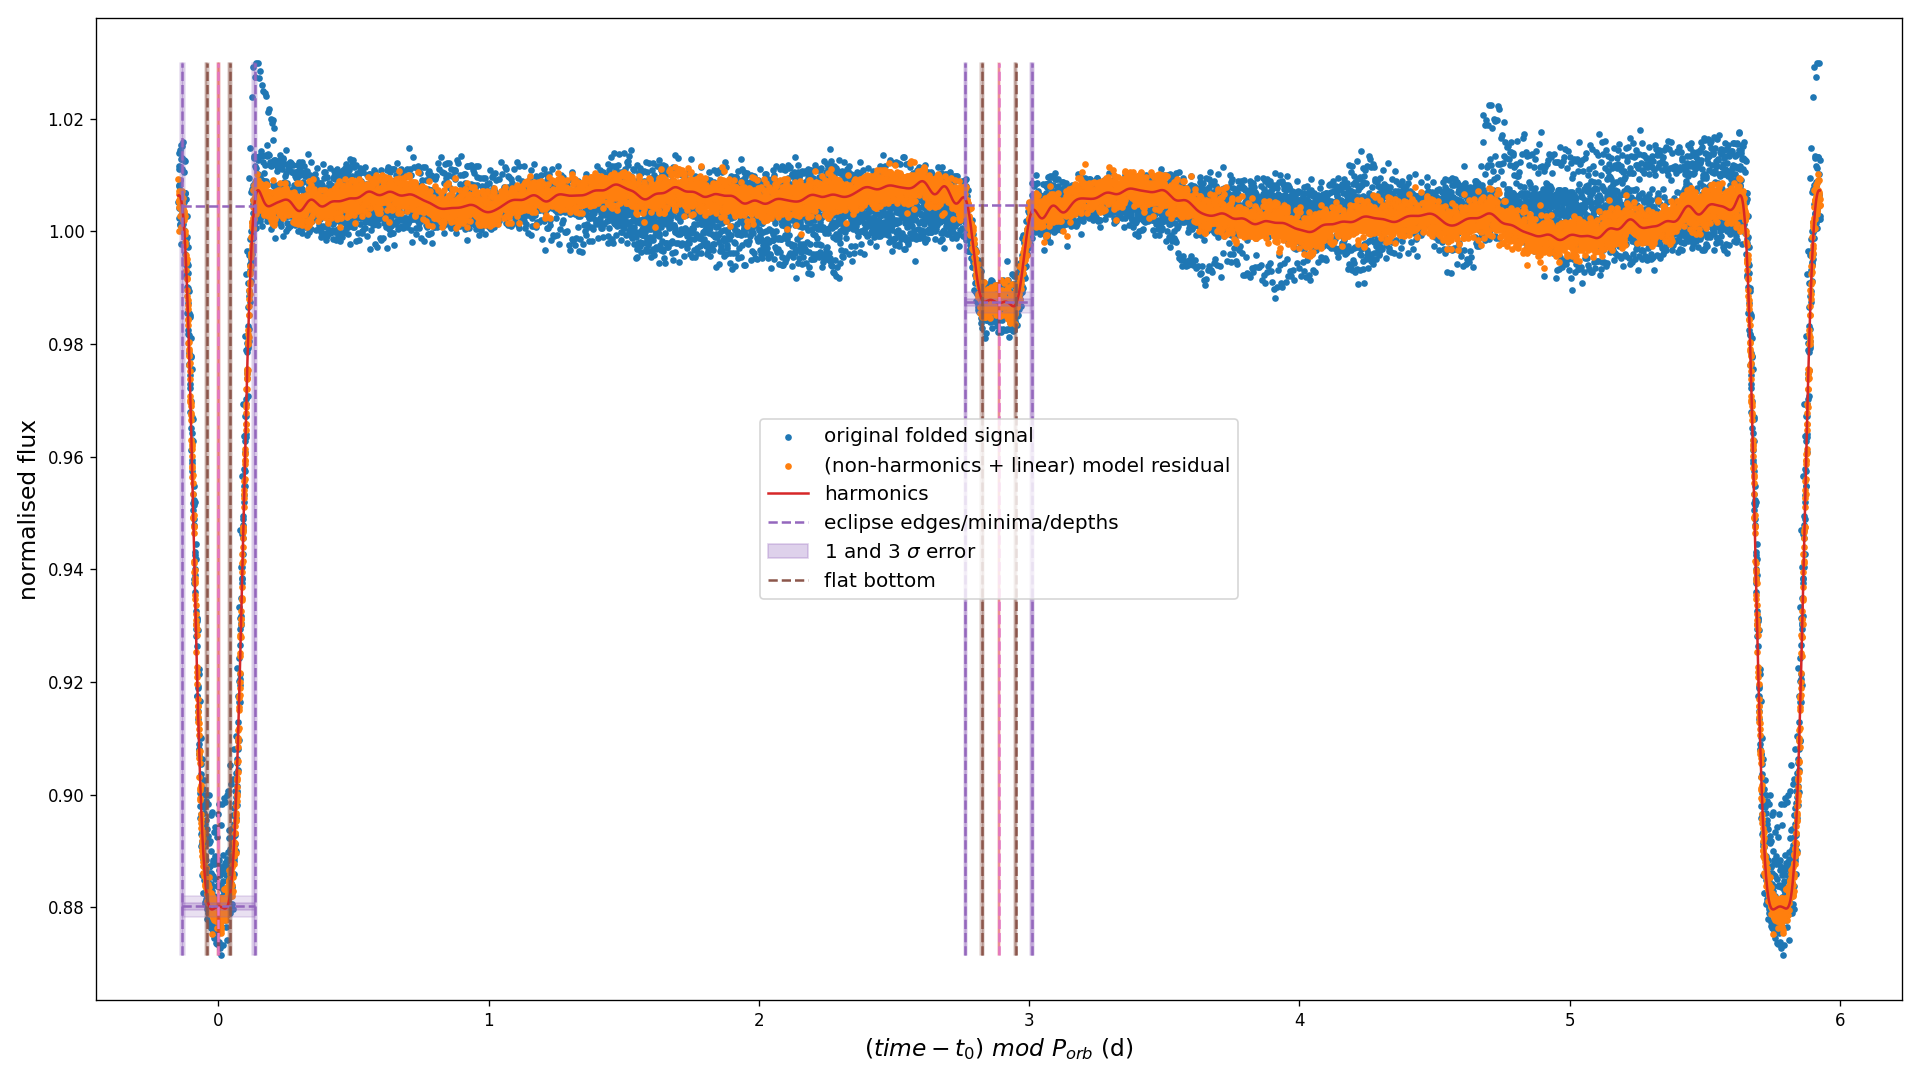 normalised flux
1.02
1.00
0.98
0.96
0.94
0.92
0.90
0.88
original folded signal
(non-harmonics + linear) model residual
harmonics
eclipse edges/minima/depths
1 and 3 σ error
flat bottom
0 1 2 3 4 5 6
(time − t₀) mod Pₒᵣb (d)